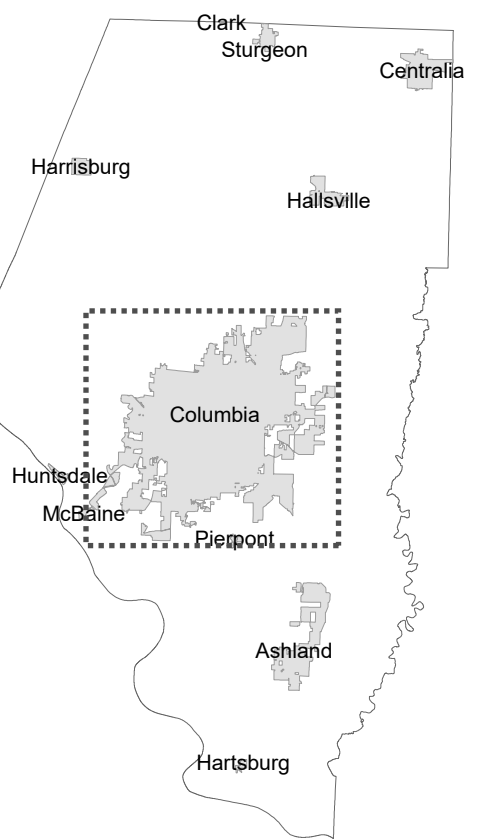 Clark
Sturgeon
Centralia
Harrisburg
Hallsville
Columbia
Huntsdale
McBaine
Pierpont
Ashland
Hartsburg